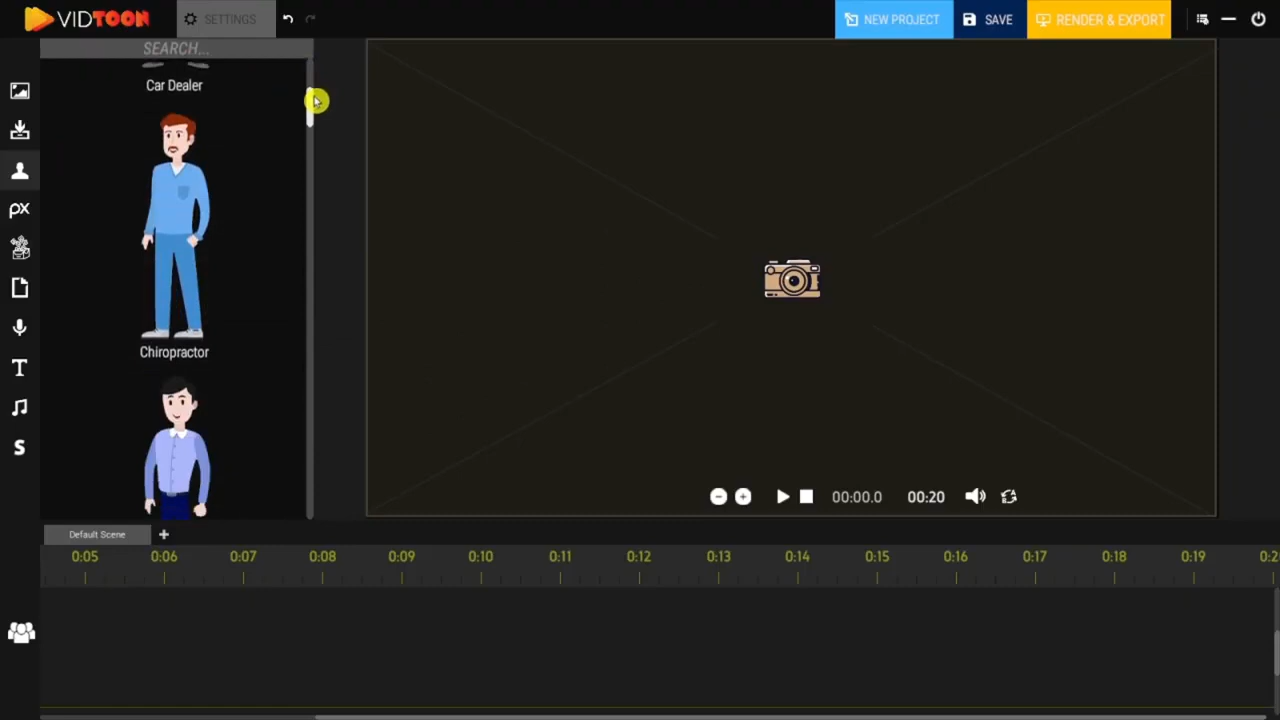 VIDTOON
SETTINGS
NEW PROJECT
SAVE
RENDER & EXPORT
SEARCH...
Car Dealer
Chiropractor
px
T
S
00:00.0
00:20
Default Scene
+
0:05 0:06 0:07 0:08 0:09 0:10 0:11 0:12 0:13 0:14 0:15 0:16 0:17 0:18 0:19